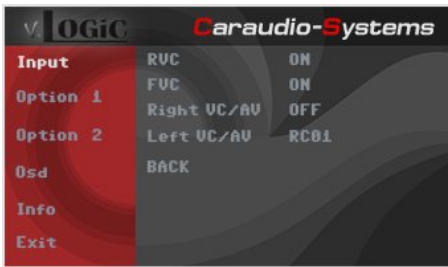 v.LOGiC
Caraudio-Systems
Input
Option 1
Option 2
Osd
Info
Exit
RVC ON
FVC ON
Right VC/AV OFF
Left VC/AV RC01
BACK